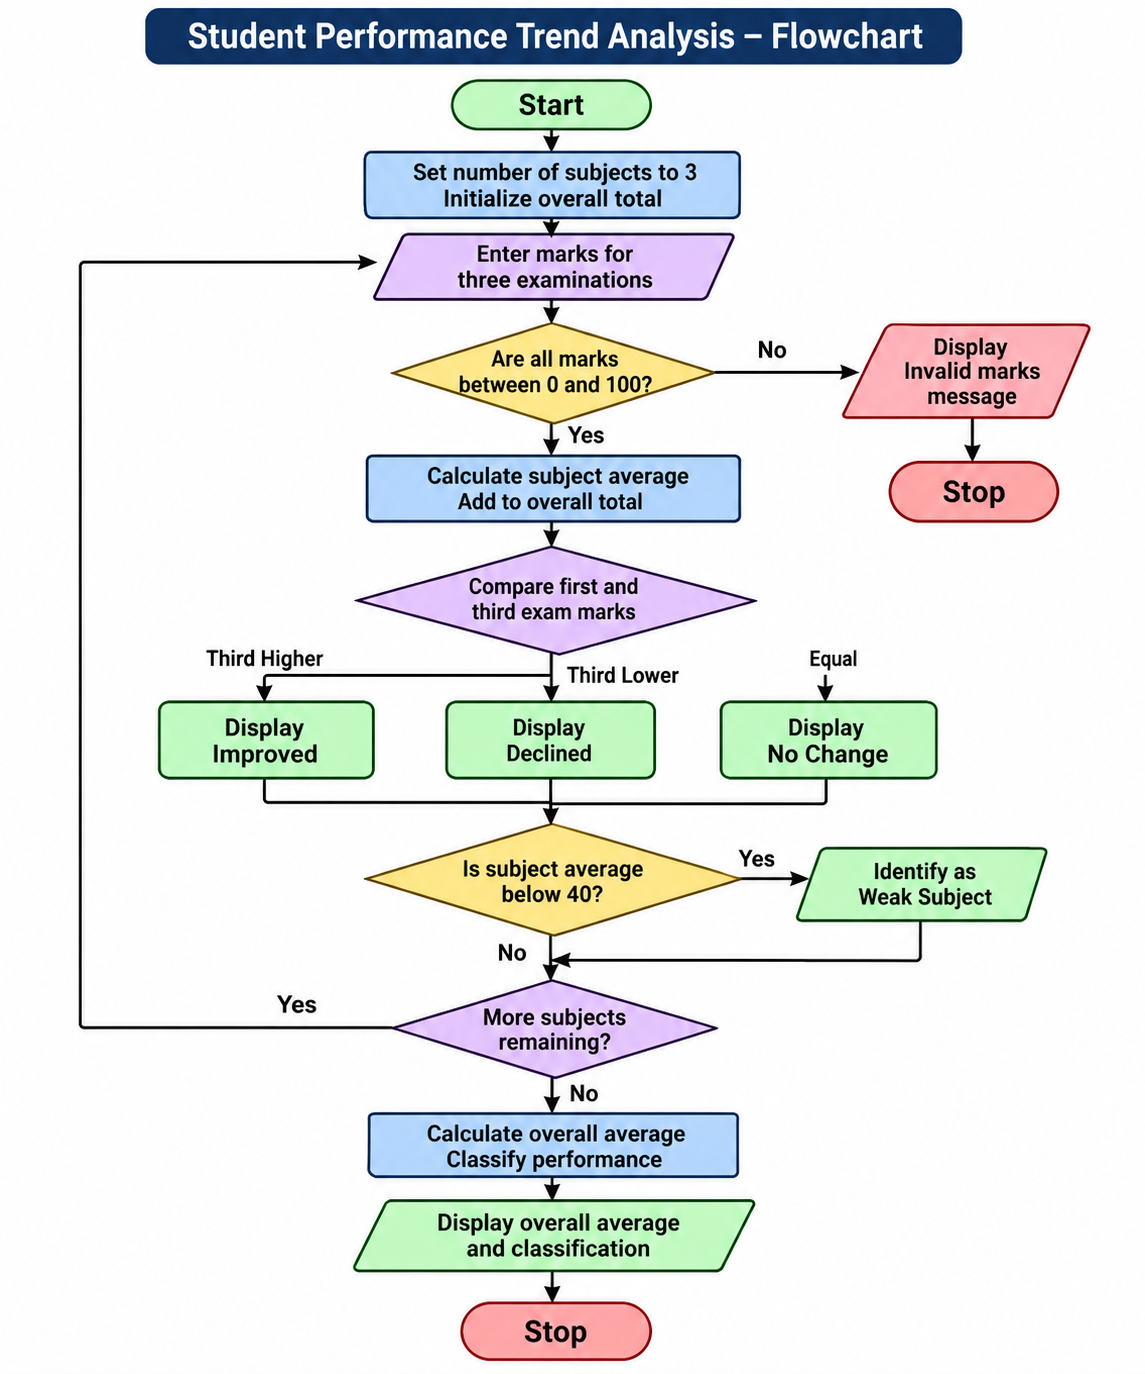 Student Performance Trend Analysis – Flowchart
Start
Set number of subjects to 3
Initialize overall total
Enter marks for
three examinations
Are all marks
between 0 and 100?
No
Display
Invalid marks
message
Stop
Yes
Calculate subject average
Add to overall total
Compare first and
third exam marks
Third Higher
Third Lower
Equal
Display
Improved
Display
Declined
Display
No Change
Is subject average
below 40?
Yes
Identify as
Weak Subject
No
More subjects
remaining?
Yes
No
Calculate overall average
Classify performance
Display overall average
and classification
Stop